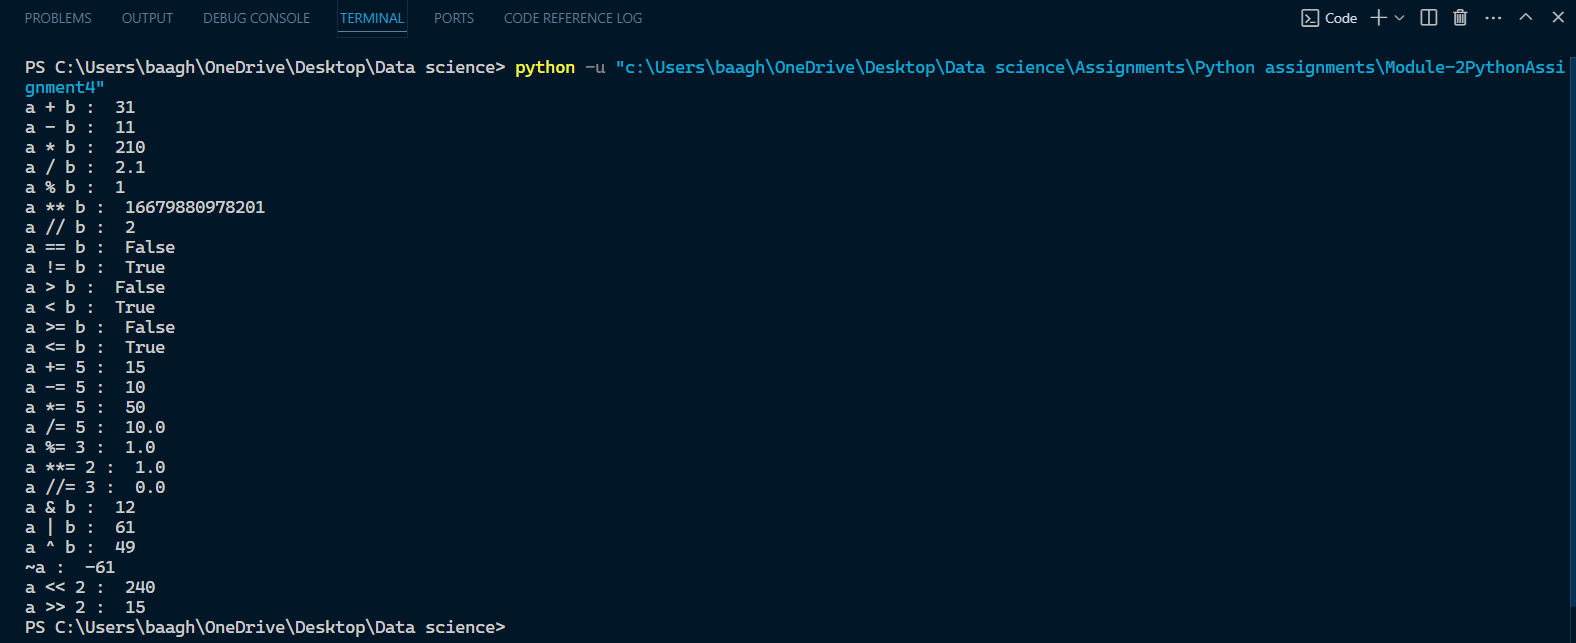 PROBLEMS OUTPUT DEBUG CONSOLE TERMINAL PORTS CODE REFERENCE LOG Code
PS C:\Users\baagh\OneDrive\Desktop\Data science> python -u "c:\Users\baagh\OneDrive\Desktop\Data science\Assignments\Python assignments\Module-2PythonAssi
gnment4"
a + b :  31
a - b :  11
a * b :  210
a / b :  2.1
a % b :  1
a ** b :  16679880978201
a // b :  2
a == b :  False
a != b :  True
a > b :  False
a < b :  True
a >= b :  False
a <= b :  True
a += 5 :  15
a -= 5 :  10
a *= 5 :  50
a /= 5 :  10.0
a %= 3 :  1.0
a **= 2 :  1.0
a //= 3 :  0.0
a & b :  12
a | b :  61
a ^ b :  49
~a :  -61
a << 2 :  240
a >> 2 :  15
PS C:\Users\baagh\OneDrive\Desktop\Data science>